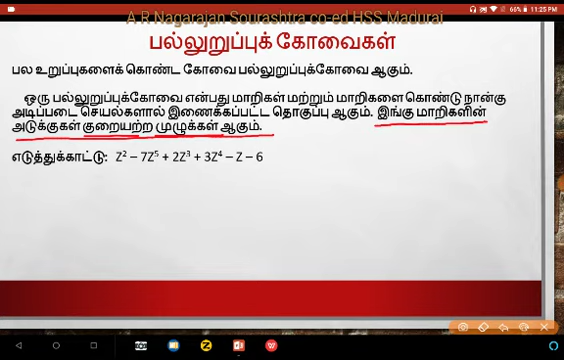 A R Nagarajan Sourashtra co-ed HSS Madurai
66% 11:25 PM
பல்லுறுப்புக் கோவைகள்
பல உறுப்புகளைக் கொண்ட கோவை பல்லுறுப்புக்கோவை ஆகும்.
ஒரு பல்லுறுப்புக்கோவை என்பது மாறிகள் மற்றும் மாறிகளை கொண்டு நான்கு
அடிப்படை செயல்களால் இணைக்கப்பட்ட தொகுப்பு ஆகும். இங்கு மாறிகளின்
அடுக்குகள் குறையற்ற முழுக்கள் ஆகும்.
எடுத்துக்காட்டு: Z² – 7Z⁵ + 2Z³ + 3Z⁴ – Z – 6